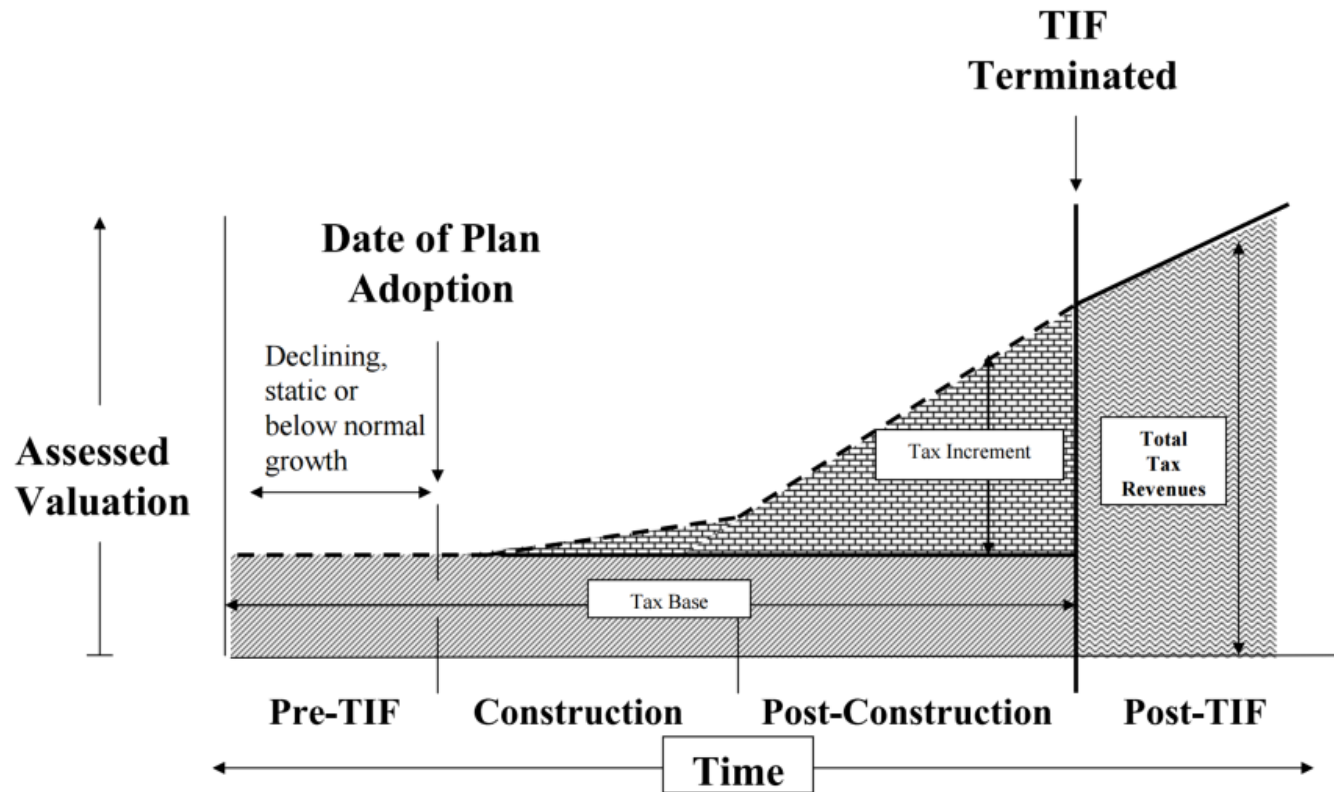 TIF
Terminated
Date of Plan
Adoption
Declining,
static or
below normal
growth
Assessed
Valuation
Tax Increment
Total
Tax
Revenues
Tax Base
Pre-TIF
Construction
Post-Construction
Post-TIF
Time